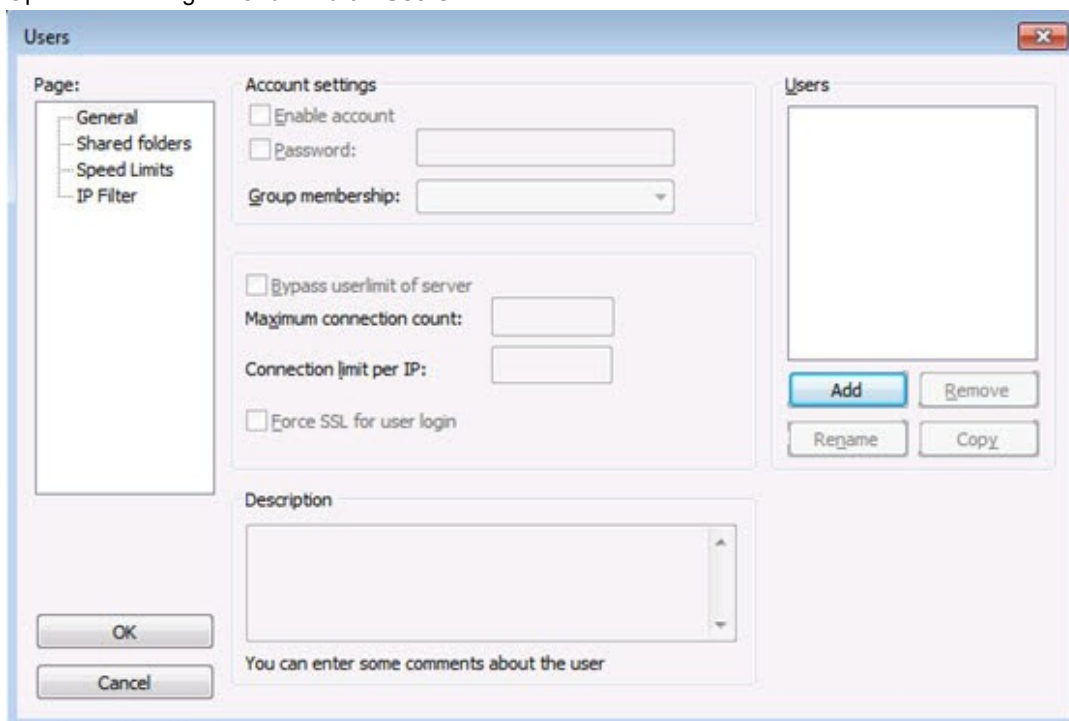 Users
Page:
General
Shared folders
Speed Limits
IP Filter
OK
Cancel
Account settings
Enable account
Password:
Group membership:
Bypass userlimit of server
Maximum connection count:
Connection limit per IP:
Force SSL for user login
Description
You can enter some comments about the user
Users
Add
Remove
Rename
Copy